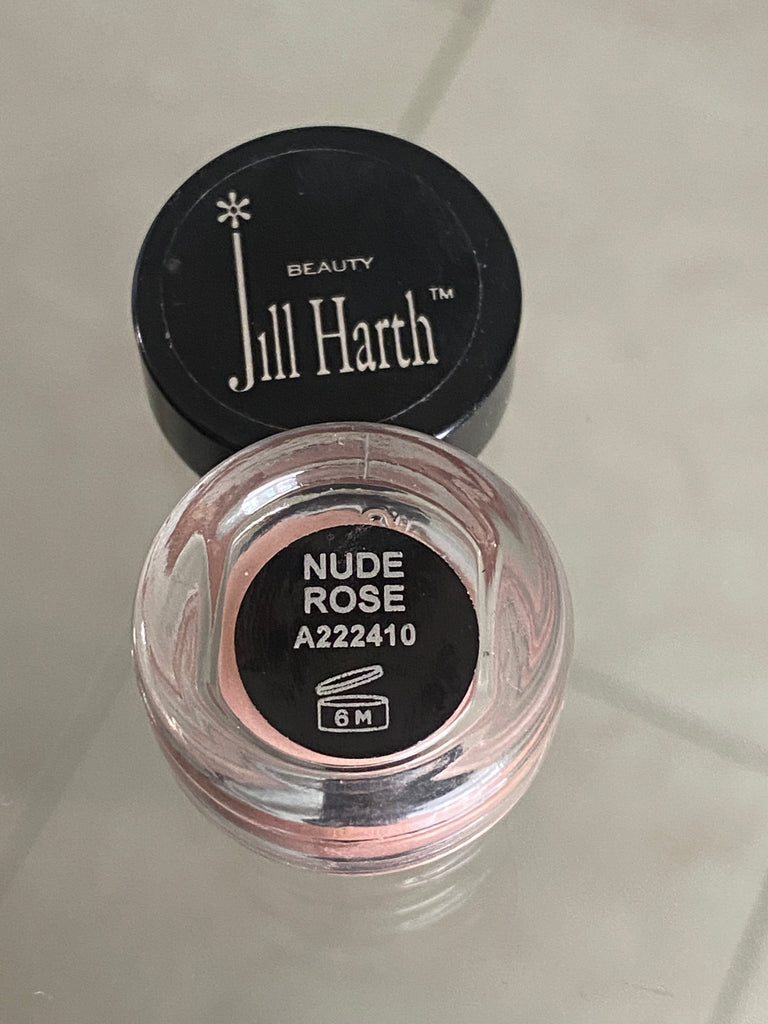 BEAUTY
Jill Harth™
NUDE
ROSE
A222410
6 M